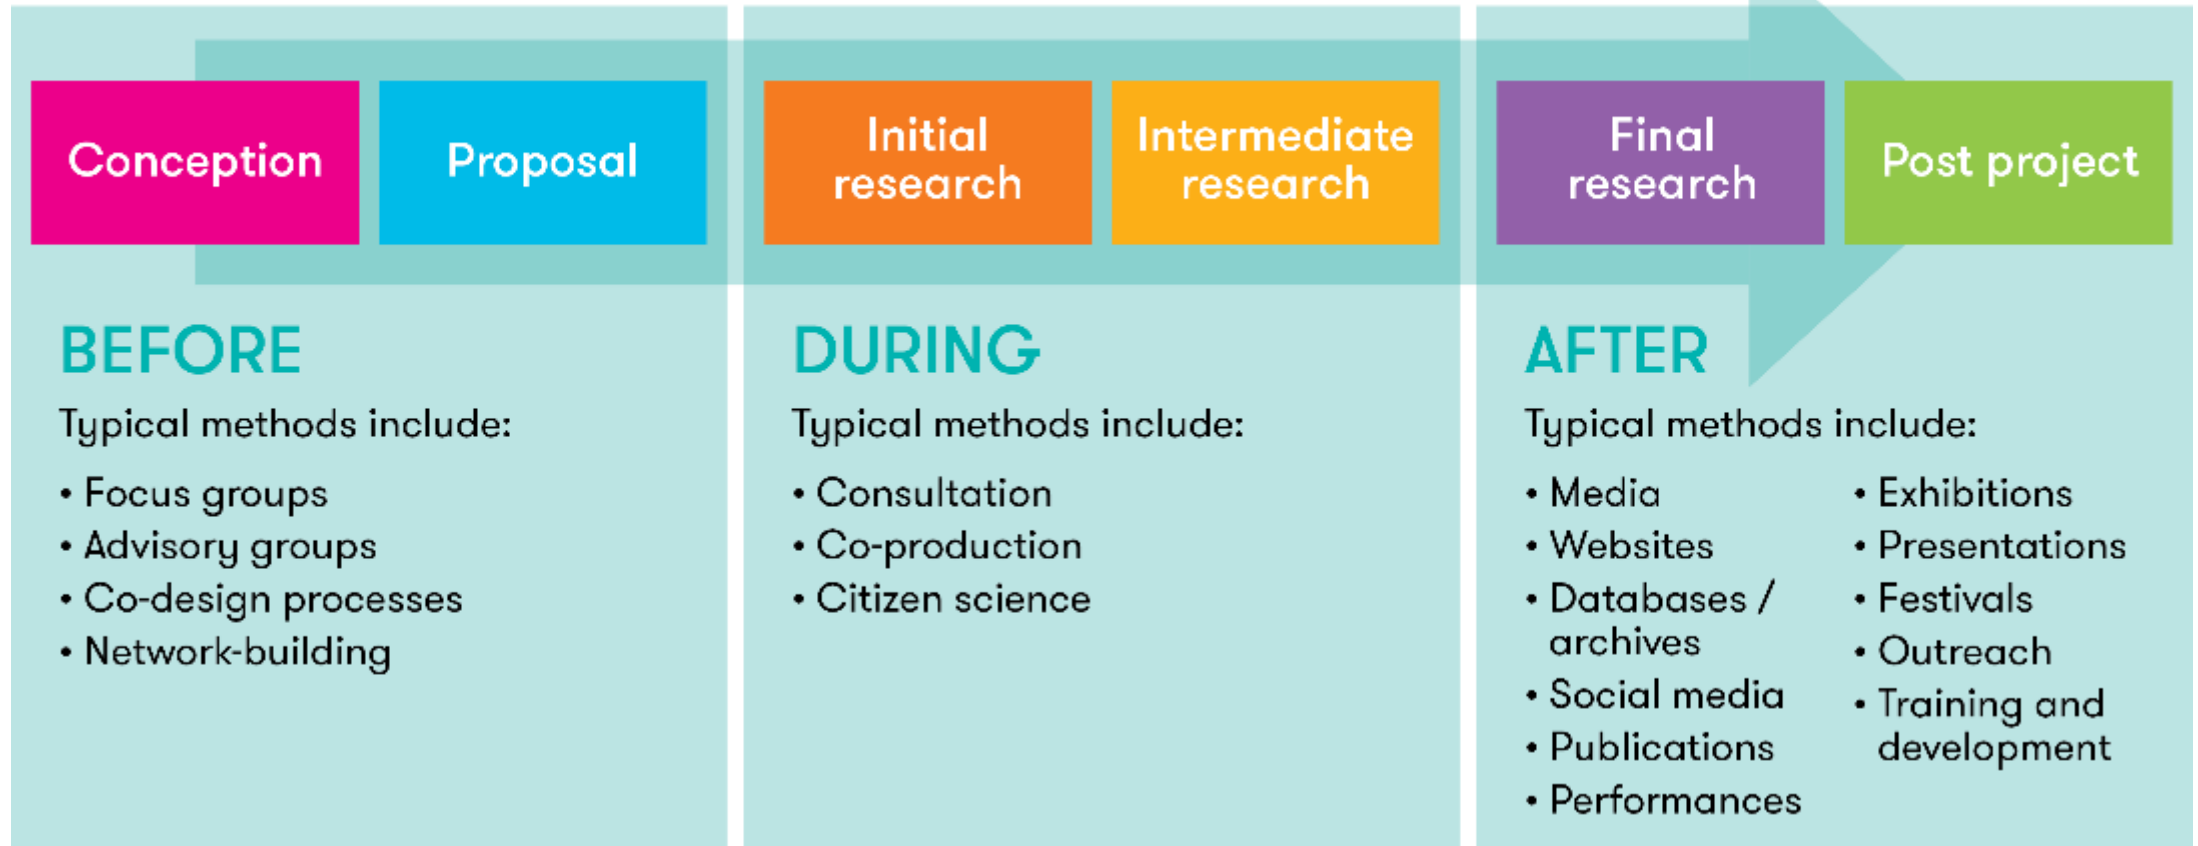 Conception
Proposal
Initial
research
Intermediate
research
Final
research
Post project
BEFORE
Typical methods include:
• Focus groups
• Advisory groups
• Co-design processes
• Network-building
DURING
Typical methods include:
• Consultation
• Co-production
• Citizen science
AFTER
Typical methods include:
• Media
• Websites
• Databases /
archives
• Social media
• Publications
• Performances
• Exhibitions
• Presentations
• Festivals
• Outreach
• Training and
development